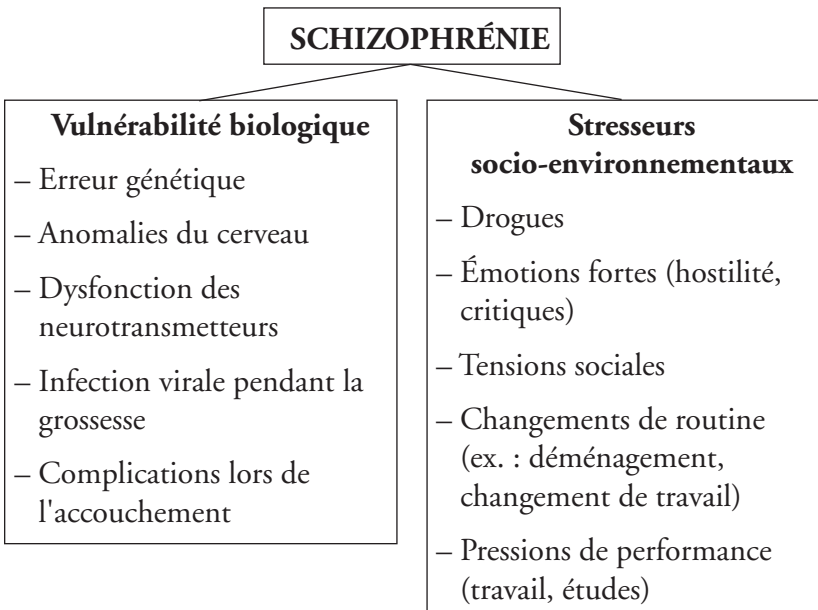 SCHIZOPHRÉNIE
Vulnérabilité biologique
– Erreur génétique
– Anomalies du cerveau
– Dysfonction des
neurotransmetteurs
– Infection virale pendant la
grossesse
– Complications lors de
l'accouchement
Stresseurs
socio-environnementaux
– Drogues
– Émotions fortes (hostilité,
critiques)
– Tensions sociales
– Changements de routine
(ex. : déménagement,
changement de travail)
– Pressions de performance
(travail, études)